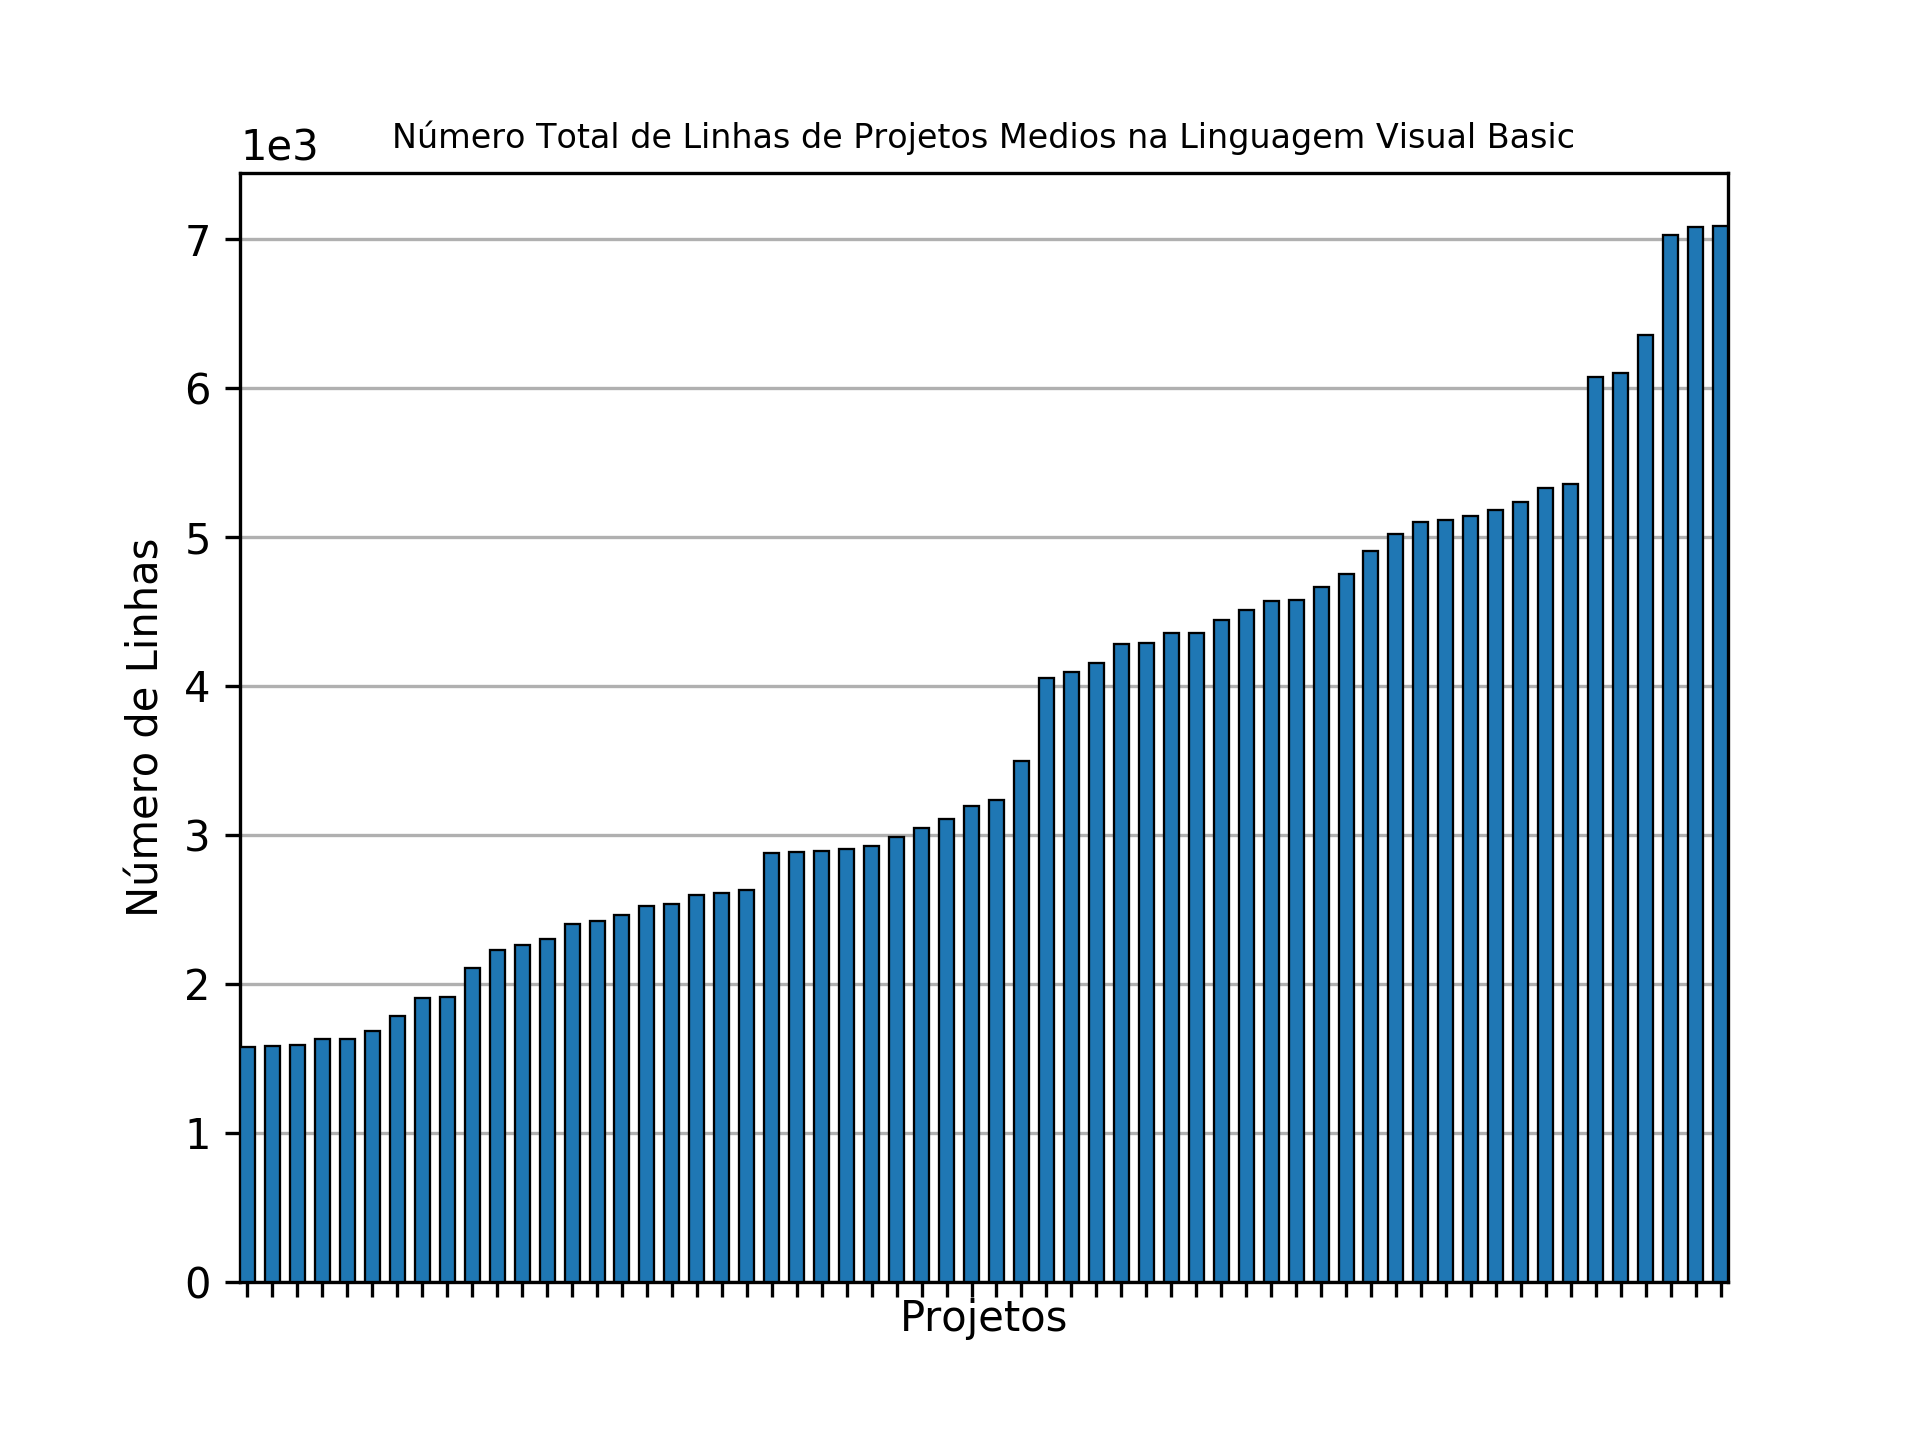 1e3
Número Total de Linhas de Projetos Medios na Linguagem Visual Basic
7
6
5
4
3
2
1
0
Número de Linhas
Projetos